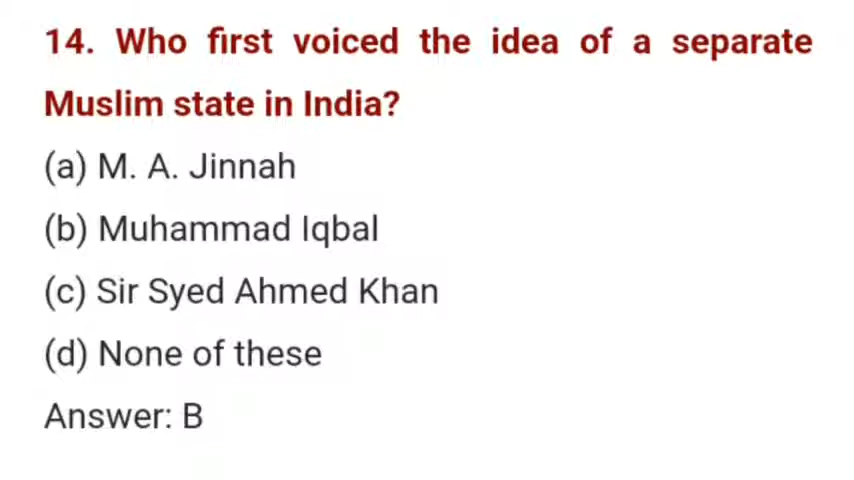 14. Who first voiced the idea of a separate
Muslim state in India?
(a) M. A. Jinnah
(b) Muhammad Iqbal
(c) Sir Syed Ahmed Khan
(d) None of these
Answer: B